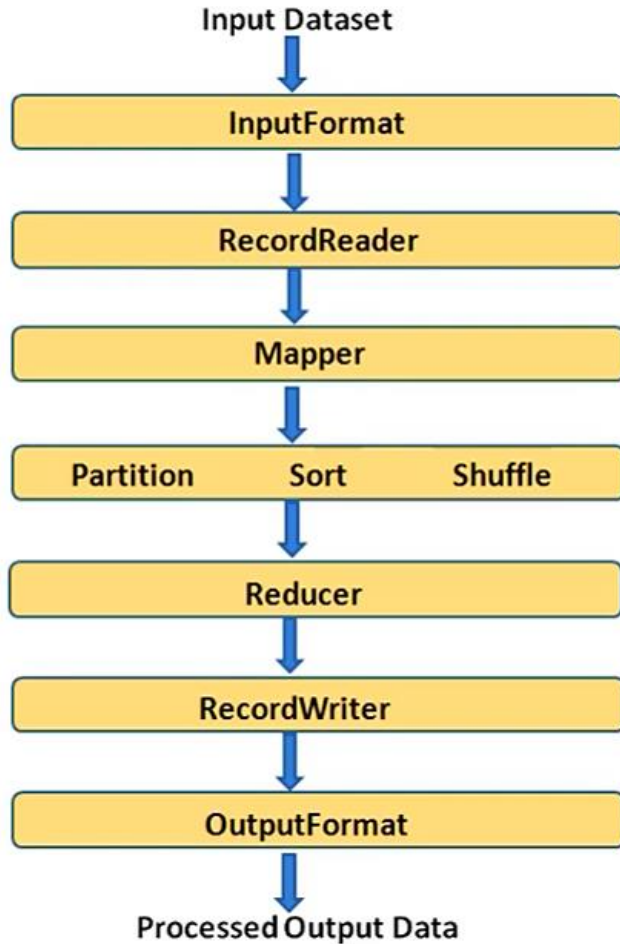 Input Dataset
InputFormat
RecordReader
Mapper
Partition Sort Shuffle
Reducer
RecordWriter
OutputFormat
Processed Output Data